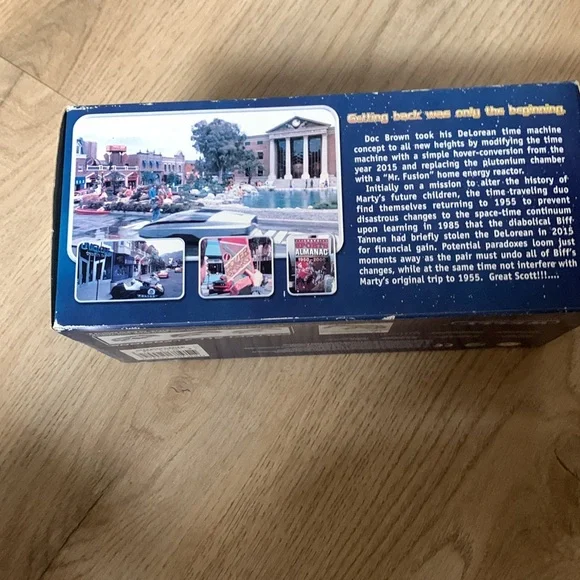 Getting back was only the beginning.
Doc Brown took his DeLorean time machine
concept to all new heights by modifying the time
machine with a simple hover-conversion from the
year 2015 and replacing the plutonium chamber
with a "Mr. Fusion" home energy reactor.
Initially on a mission to alter the history of
Marty's future children, the time-traveling duo
find themselves returning to 1955 to prevent
disastrous changes to the space-time continuum
upon learning in 1985 that the diabolical Biff
Tannen had briefly stolen the DeLorean in 2015
for financial gain. Potential paradoxes loom just
moments away as the pair must undo all of Biff's
changes, while at the same time not interfere with
Marty's original trip to 1955. Great Scott!!!....
ALMANAC